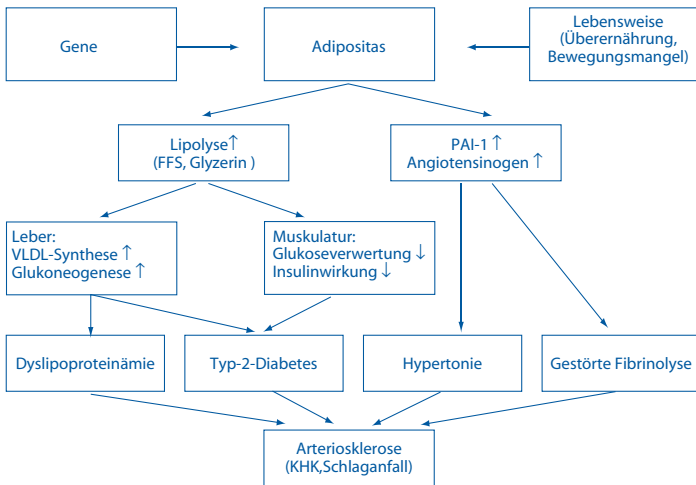 Gene
Adipositas
Lebensweise
(Überernährung,
Bewegungsmangel)
Lipolyse↑
(FFS, Glyzerin )
PAI-1 ↑
Angiotensinogen ↑
Leber:
VLDL-Synthese ↑
Glukoneogenese ↑
Muskulatur:
Glukoseverwertung ↓
Insulinwirkung ↓
Dyslipoproteinämie
Typ-2-Diabetes
Hypertonie
Gestörte Fibrinolyse
Arteriosklerose
(KHK,Schlaganfall)